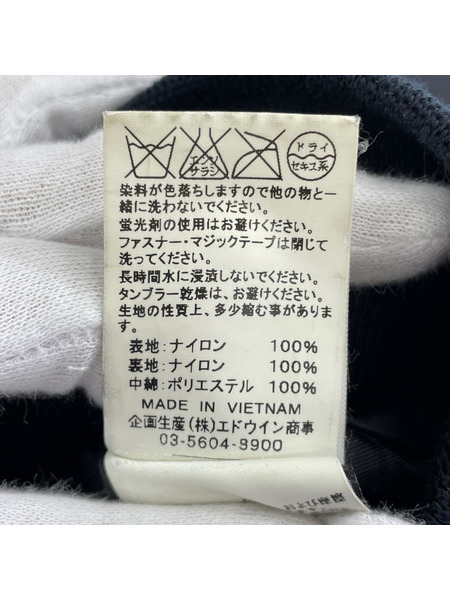 エンソ
サラシ
ドライ
セキユ系
染料が色落ちしますので他の物と一
緒に洗わないでください。
蛍光剤の使用はお避けください。
ファスナー・マジックテープは閉じて
洗ってください。
長時間水に浸漬しないでください。
タンブラー乾燥は、お避けください。
生地の性質上、多少縮む事がありま
す。
表地:ナイロン 100%
裏地:ナイロン 100%
中綿:ポリエステル 100%
MADE IN VIETNAM
企画生産(株)エドウイン商事
03-5604-8900